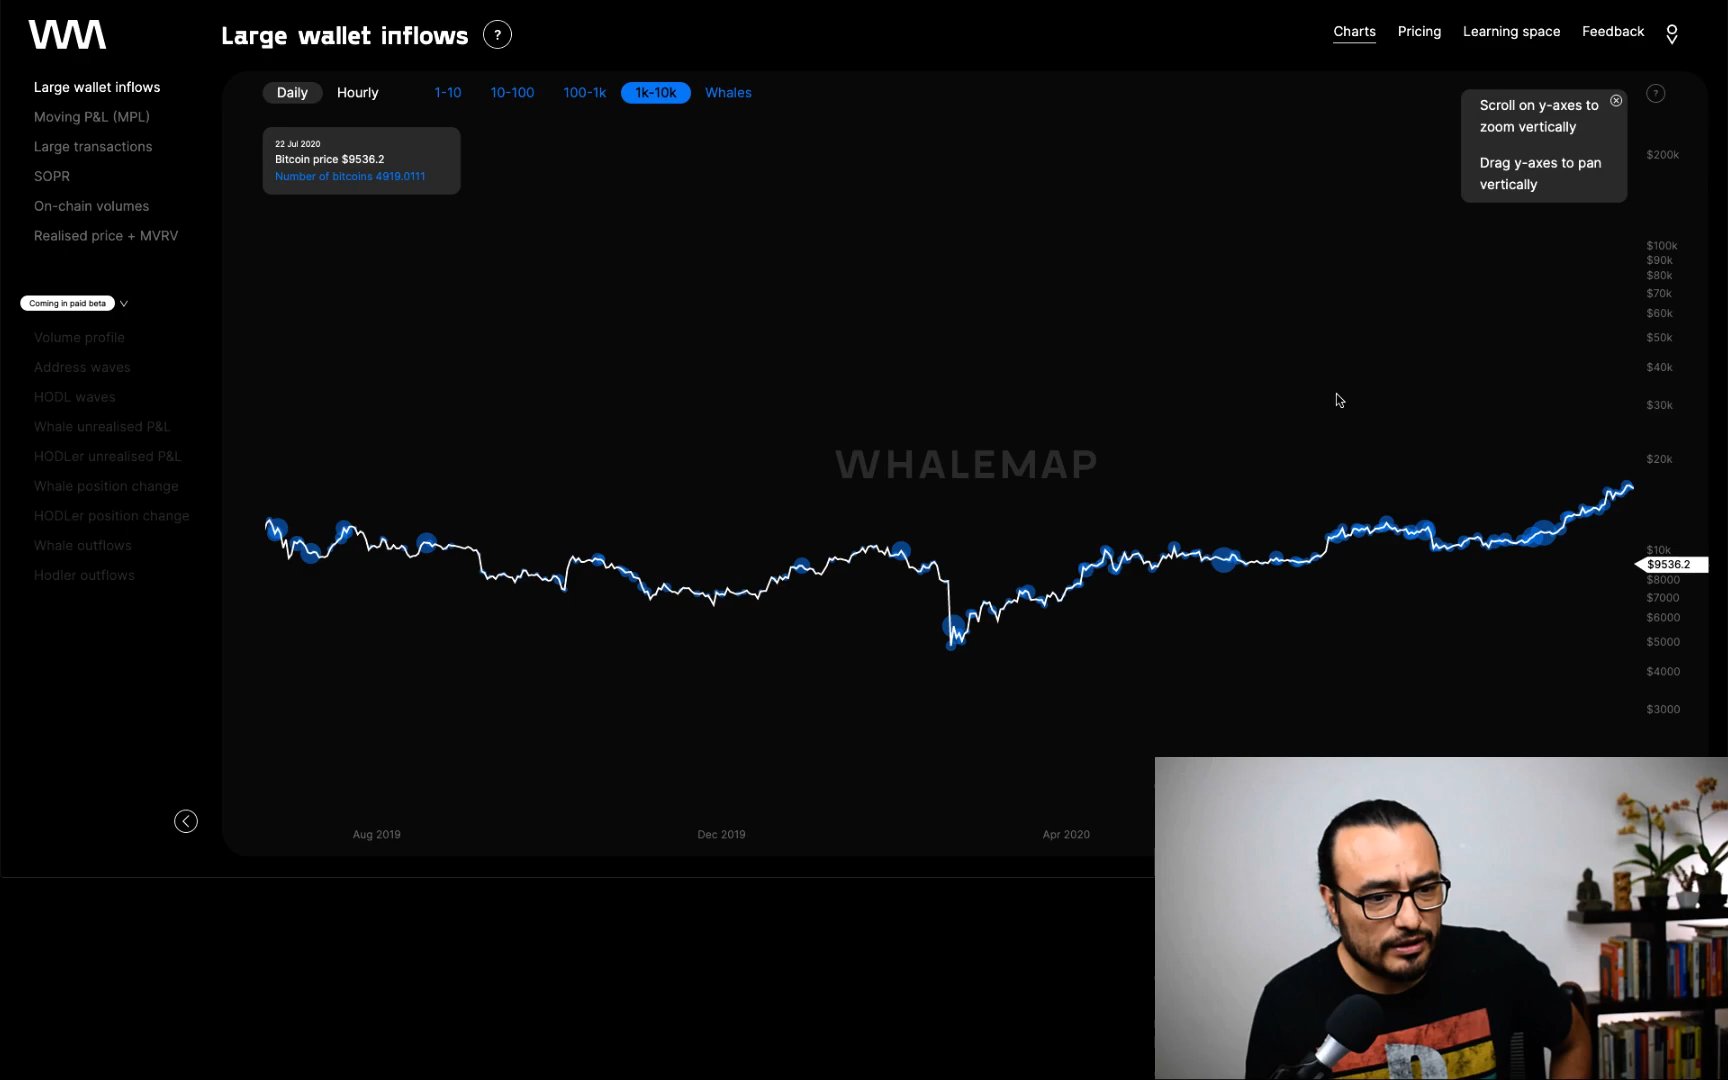 WM
Large wallet inflows
?
Charts
Pricing
Learning space
Feedback
Large wallet inflows
Moving P&L (MPL)
Large transactions
SOPR
On-chain volumes
Realised price + MVRV
Coming in paid beta
Volume profile
Address waves
HODL waves
Whale unrealised P&L
HODLer unrealised P&L
Whale position change
HODLer position change
Whale outflows
Hodler outflows
Daily
Hourly
1-10
10-100
100-1k
1k-10k
Whales
22 Jul 2020
Bitcoin price $9536.2
Number of bitcoins 4919.0111
Scroll on y-axes to
zoom vertically
Drag y-axes to pan
vertically
?
WHALEMAP
$200k
$100k
$90k
$80k
$70k
$60k
$50k
$40k
$30k
$20k
$10k
$9536.2
$8000
$7000
$6000
$5000
$4000
$3000
Aug 2019
Dec 2019
Apr 2020